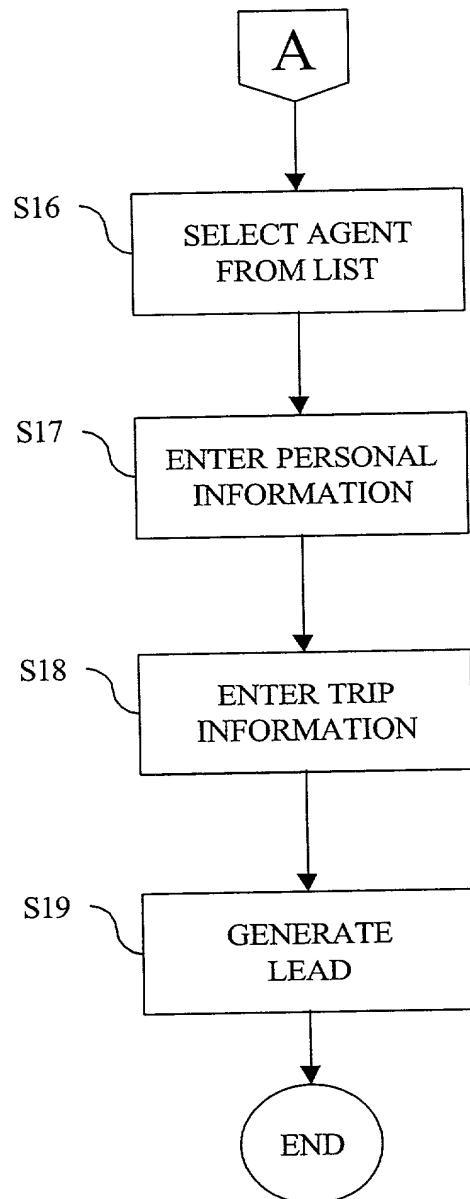 A
S16
SELECT AGENT
FROM LIST
S17
ENTER PERSONAL
INFORMATION
S18
ENTER TRIP
INFORMATION
S19
GENERATE
LEAD
END